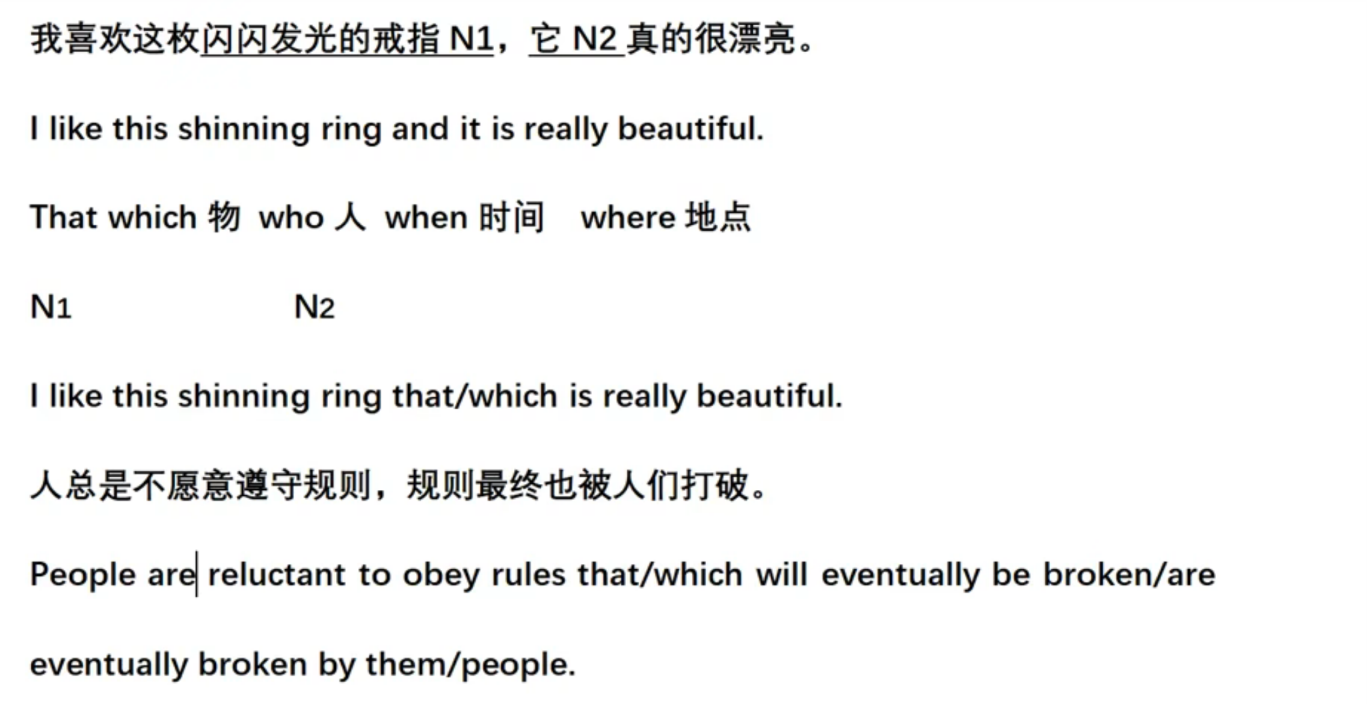 我喜欢这枚闪闪发光的戒指 N1，它 N2 真的很漂亮。
I like this shinning ring and it is really beautiful.
That which 物 who 人 when 时间 where 地点
N1 N2
I like this shinning ring that/which is really beautiful.
人总是不愿意遵守规则，规则最终也被人们打破。
People are reluctant to obey rules that/which will eventually be broken/are
eventually broken by them/people.